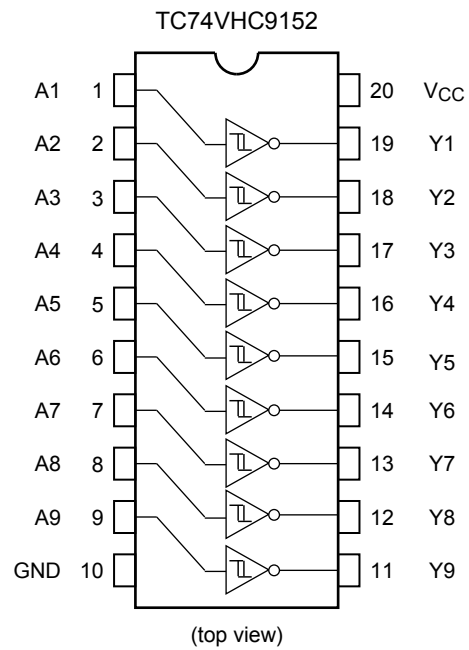 TC74VHC9152
A1 1 20 VCC
A2 2 19 Y1
A3 3 18 Y2
A4 4 17 Y3
A5 5 16 Y4
A6 6 15 Y5
A7 7 14 Y6
A8 8 13 Y7
A9 9 12 Y8
GND 10 11 Y9
(top view)